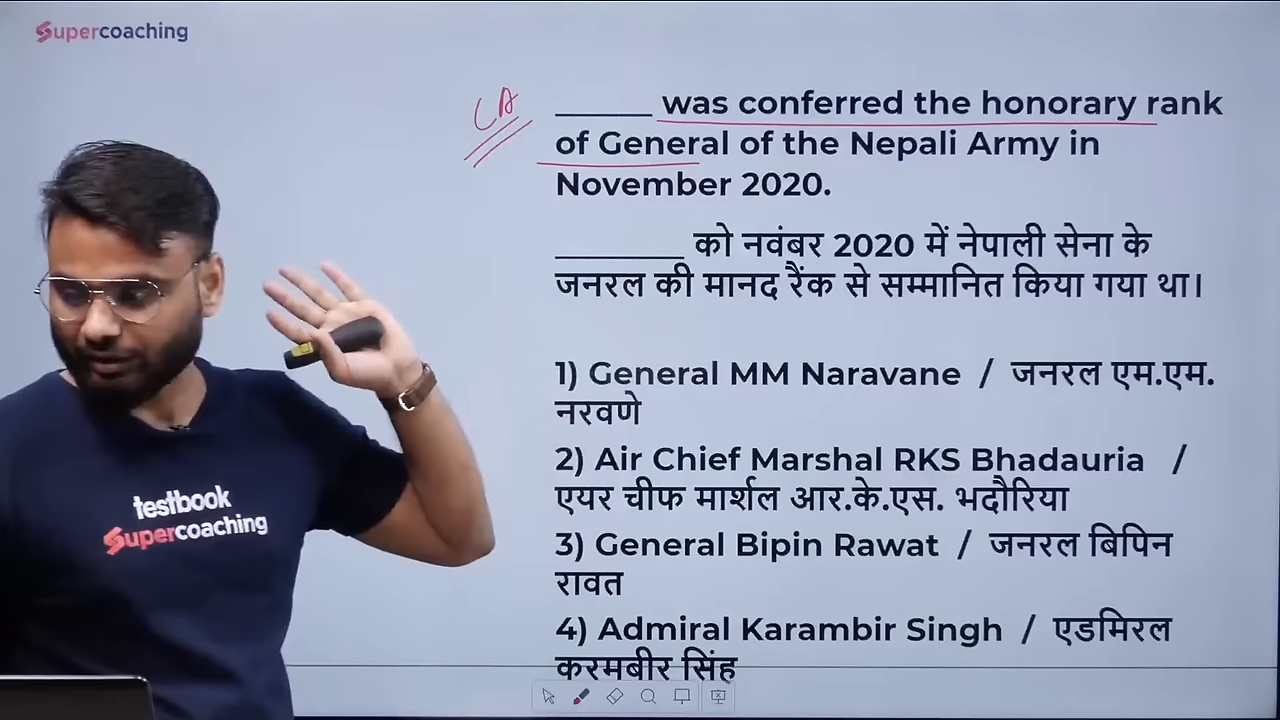 Supercoaching
CA
_____ was conferred the honorary rank
of General of the Nepali Army in
November 2020.
_______ को नवंबर 2020 में नेपाली सेना के
जनरल की मानद रैंक से सम्मानित किया गया था।
1) General MM Naravane / जनरल एम.एम.
नरवणे
2) Air Chief Marshal RKS Bhadauria /
एयर चीफ मार्शल आर.के.एस. भदौरिया
3) General Bipin Rawat / जनरल बिपिन
रावत
4) Admiral Karambir Singh / एडमिरल
करमबीर सिंह
testbook
Supercoaching